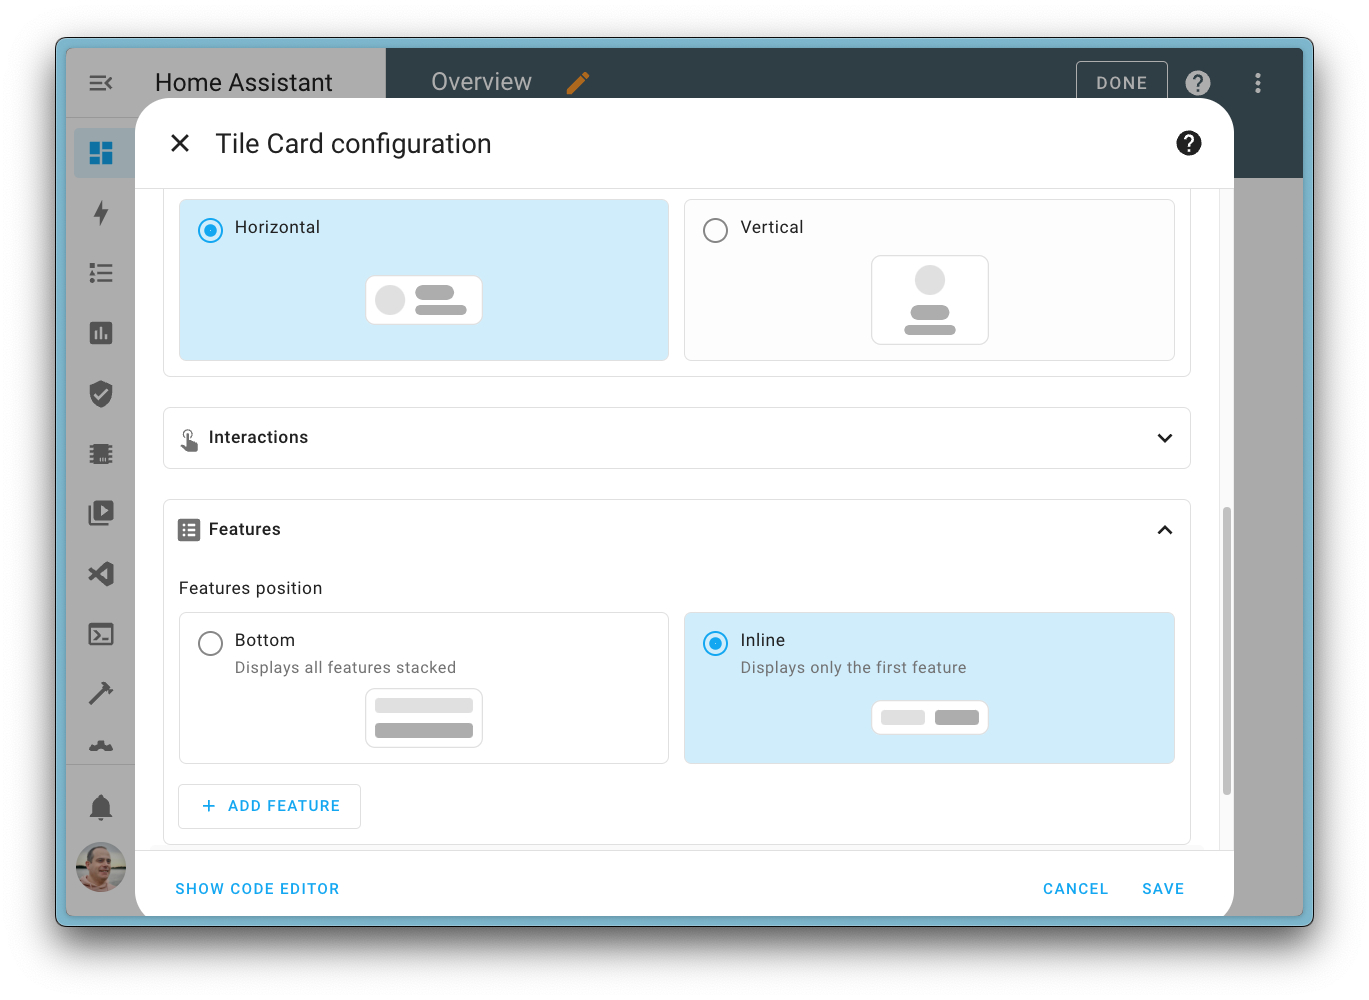 Home Assistant
Overview
DONE
Tile Card configuration
Horizontal
Vertical
Interactions
Features
Features position
Bottom
Displays all features stacked
Inline
Displays only the first feature
+ ADD FEATURE
SHOW CODE EDITOR
CANCEL
SAVE